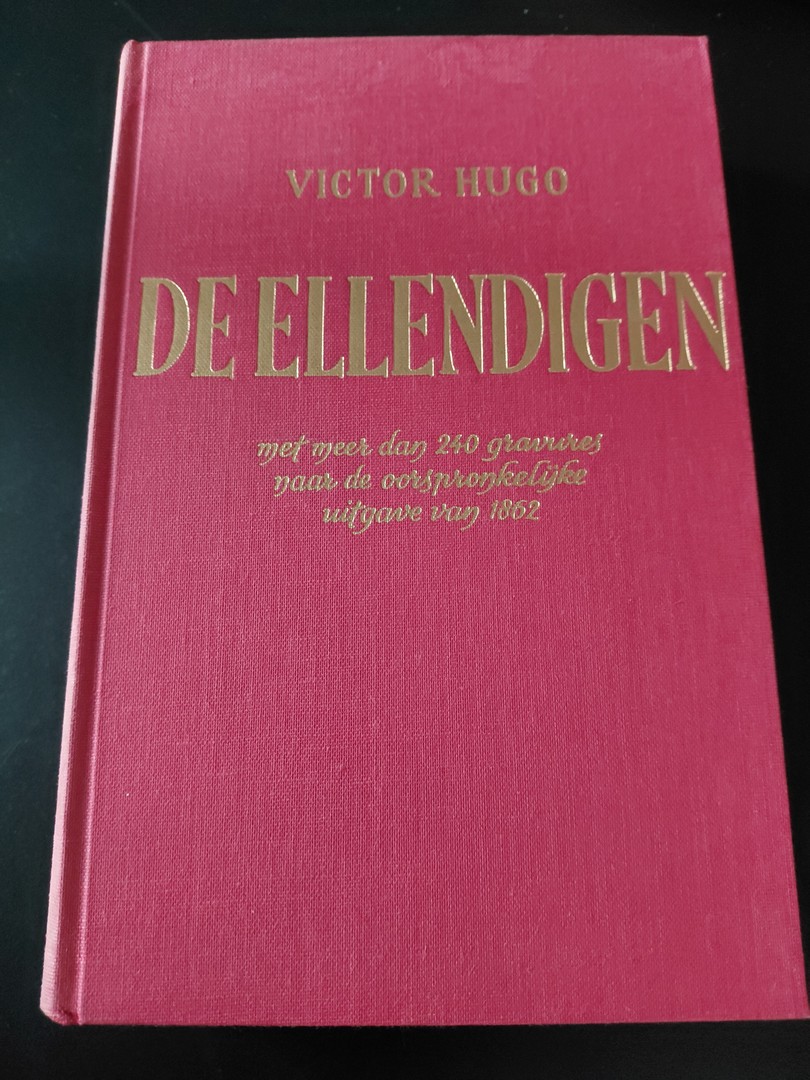 VICTOR HUGO
DE ELLENDIGEN
met meer dan 240 gravures
naar de oorspronkelijke
uitgave van 1862